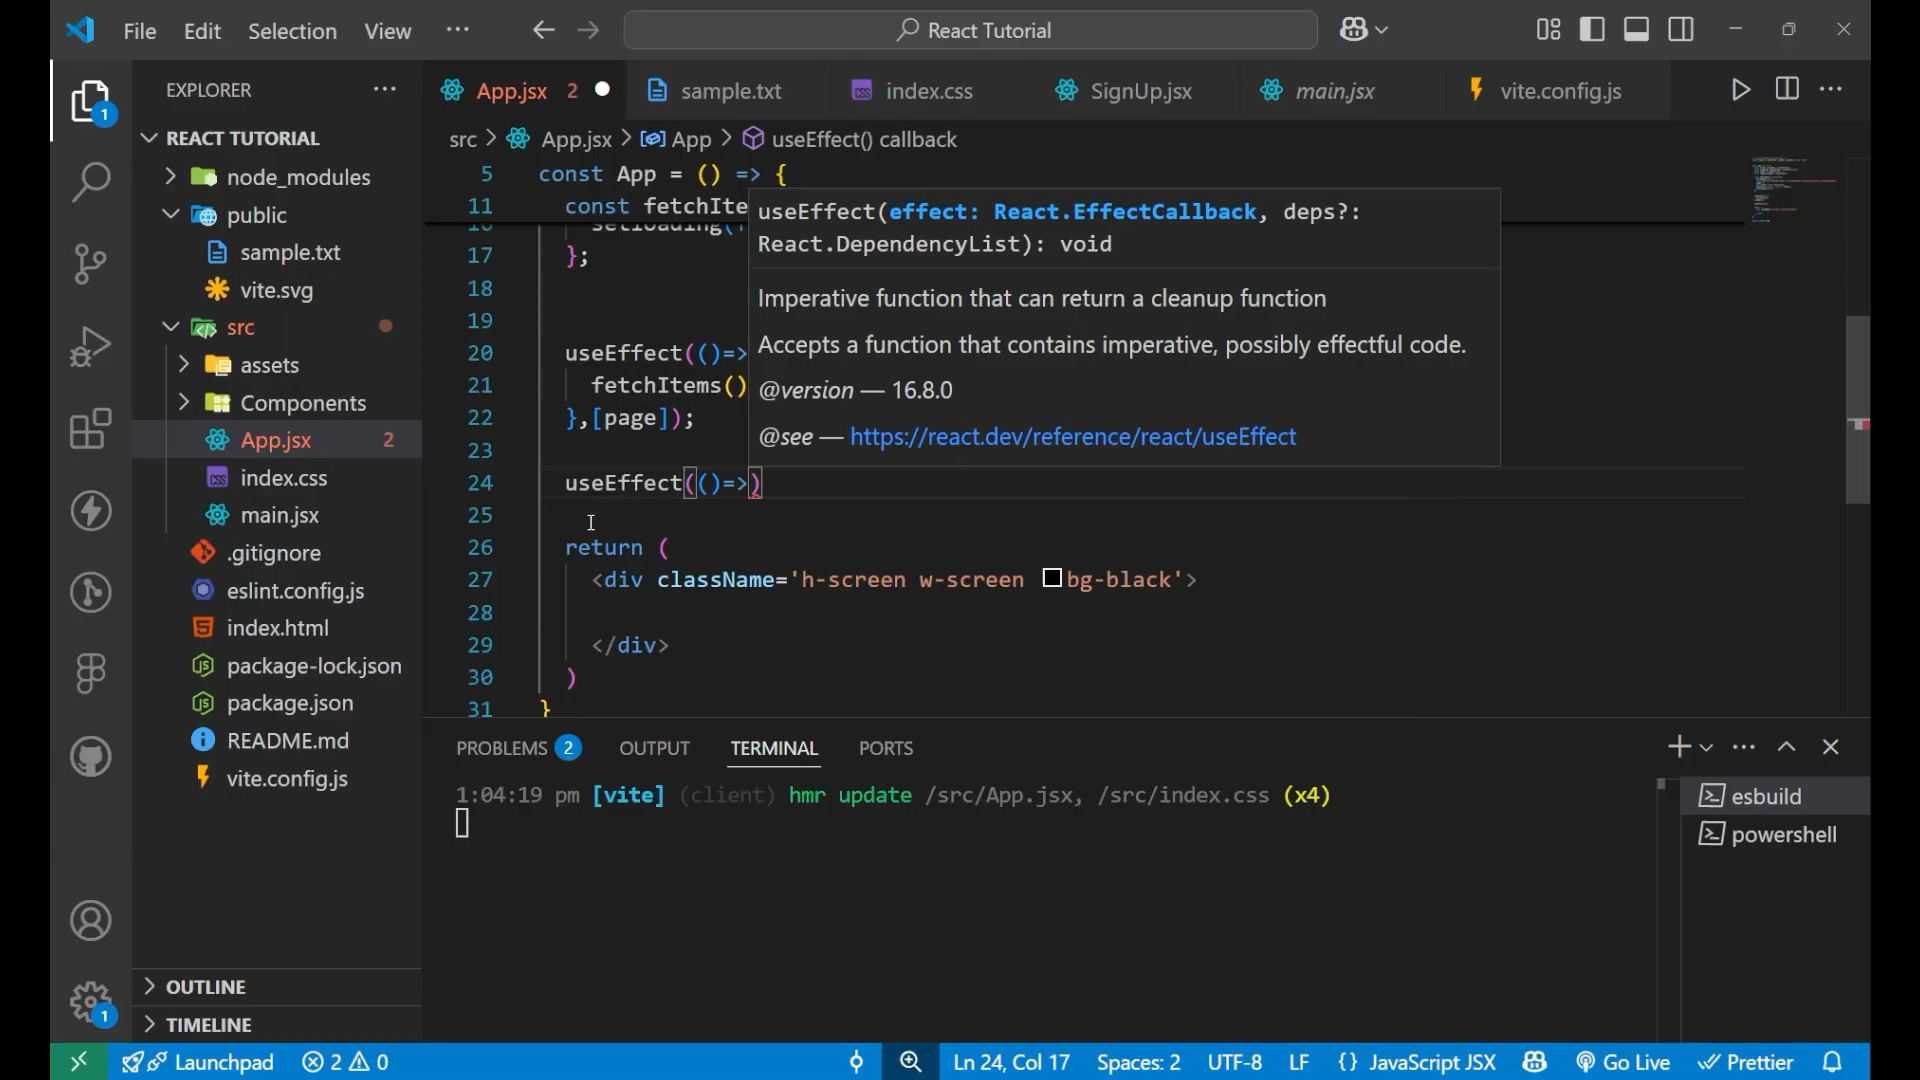 File Edit Selection View
React Tutorial
EXPLORER
REACT TUTORIAL
node_modules
public
sample.txt
vite.svg
src
assets
Components
App.jsx 2
index.css
main.jsx
.gitignore
eslint.config.js
index.html
package-lock.json
package.json
README.md
vite.config.js
OUTLINE
TIMELINE
1
1
App.jsx 2 sample.txt index.css SignUp.jsx main.jsx vite.config.js
src > App.jsx > App > useEffect() callback
5 const App = () => {
11 const fetchIte
16 setloading(
17 };
18
19
20 useEffect(()=>
21 fetchItems()
22 },[page]);
23
24 useEffect(()=>)
25
26 return (
27 <div className='h-screen w-screen bg-black'>
28
29 </div>
30 )
31 }
useEffect(effect: React.EffectCallback, deps?:
React.DependencyList): void
Imperative function that can return a cleanup function
Accepts a function that contains imperative, possibly effectful code.
@version — 16.8.0
@see — https://react.dev/reference/react/useEffect
PROBLEMS 2 OUTPUT TERMINAL PORTS
1:04:19 pm [vite] (client) hmr update /src/App.jsx, /src/index.css (x4)
esbuild
powershell
Launchpad 2 0 Ln 24, Col 17 Spaces: 2 UTF-8 LF {} JavaScript JSX Go Live Prettier